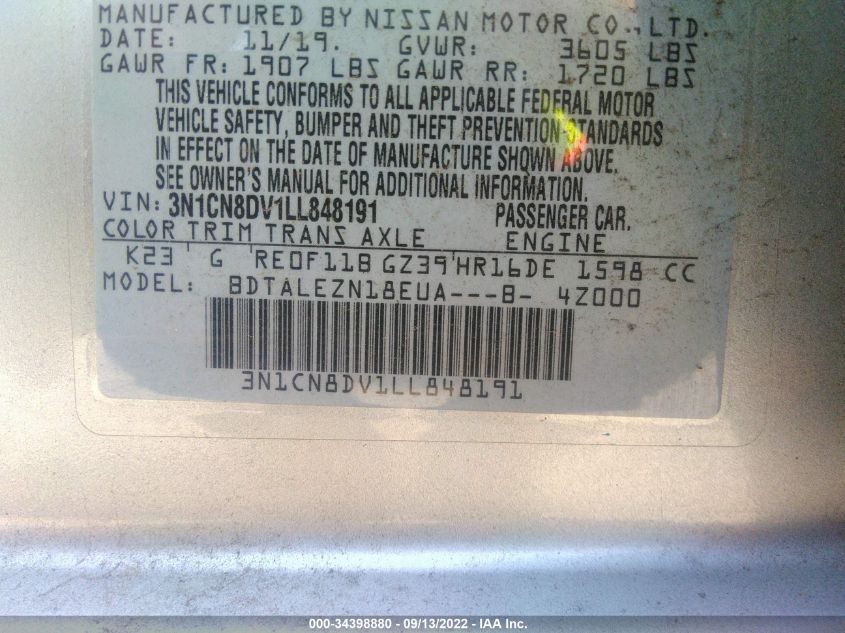 MANUFACTURED BY NISSAN MOTOR CO., LTD.
DATE: 11/19. GVWR: 3605 LBS
GAWR FR: 1907 LBS GAWR RR: 1720 LBS
THIS VEHICLE CONFORMS TO ALL APPLICABLE FEDERAL MOTOR
VEHICLE SAFETY, BUMPER AND THEFT PREVENTION STANDARDS
IN EFFECT ON THE DATE OF MANUFACTURE SHOWN ABOVE.
SEE OWNER'S MANUAL FOR ADDITIONAL INFORMATION.
VIN: 3N1CN8DV1LL848191 PASSENGER CAR.
COLOR TRIM TRANS AXLE ENGINE
K23 G RE0F11B GZ39 HR16DE 1598 CC
MODEL: BDTALEZN18EUA---B- 4Z000
3N1CN8DV1LL848191
000-34398880 - 09/13/2022 - IAA Inc.